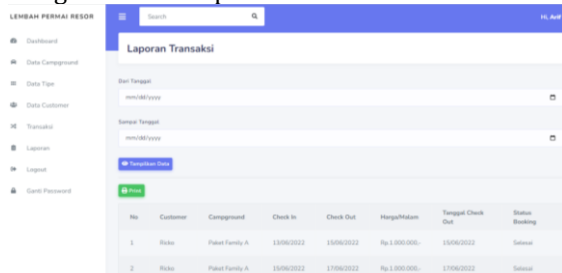 LEMBAH PERMAI RESOR
Search
Hi, Arif
Dashboard
Data Campground
Data Tipe
Data Customer
Transaksi
Laporan
Logout
Ganti Password
Laporan Transaksi
Dari Tanggal
mm/dd/yyyy
Sampai Tanggal
mm/dd/yyyy
Tampilkan Data
Print
No Customer Campground Check In Check Out Harga/Malam Tanggal Check Out Status Booking
1 Ricko Paket Family A 13/06/2022 15/06/2022 Rp.1.000.000,- 15/06/2022 Selesai
2 Ricko Paket Family A 15/06/2022 17/06/2022 Rp.1.000.000,- 17/06/2022 Selesai